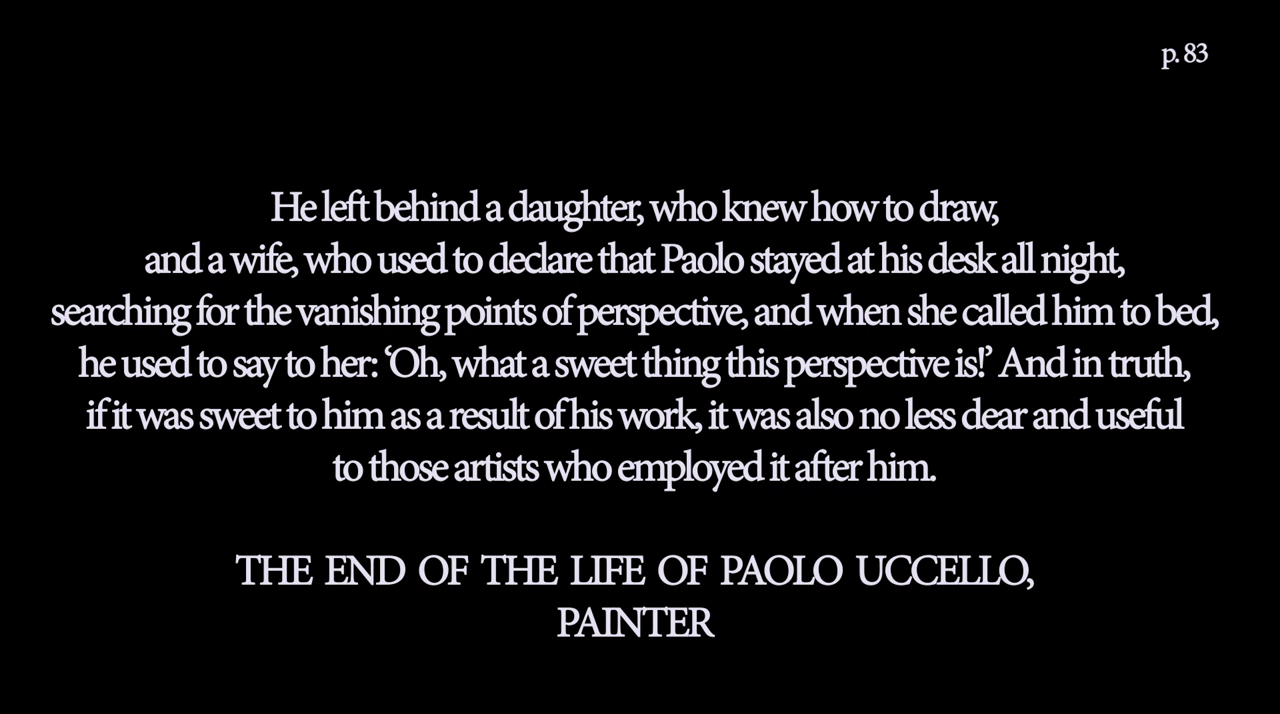 p. 83
He left behind a daughter, who knew how to draw,
and a wife, who used to declare that Paolo stayed at his desk all night,
searching for the vanishing points of perspective, and when she called him to bed,
he used to say to her: ‘Oh, what a sweet thing this perspective is!’ And in truth,
if it was sweet to him as a result of his work, it was also no less dear and useful
to those artists who employed it after him.
THE END OF THE LIFE OF PAOLO UCCELLO,
PAINTER